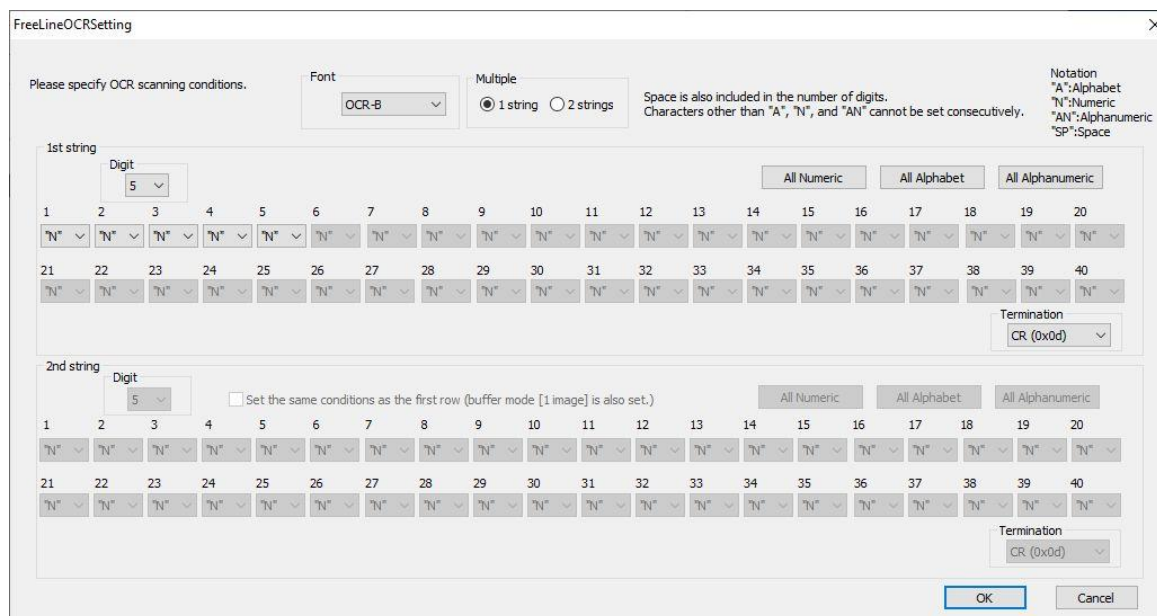 FreeLineOCRSetting
Please specify OCR scanning conditions.
Font
OCR-B
Multiple
1 string 2 strings
Space is also included in the number of digits.
Characters other than "A", "N", and "AN" cannot be set consecutively.
Notation
"A":Alphabet
"N":Numeric
"AN":Alphanumeric
"SP":Space
1st string
Digit
5
All Numeric All Alphabet All Alphanumeric
1 2 3 4 5 6 7 8 9 10 11 12 13 14 15 16 17 18 19 20
"N" "N" "N" "N" "N" "N" "N" "N" "N" "N" "N" "N" "N" "N" "N" "N" "N" "N" "N" "N"
21 22 23 24 25 26 27 28 29 30 31 32 33 34 35 36 37 38 39 40
"N" "N" "N" "N" "N" "N" "N" "N" "N" "N" "N" "N" "N" "N" "N" "N" "N" "N" "N" "N"
Termination
CR (0x0d)
2nd string
Digit
5
Set the same conditions as the first row (buffer mode [1 image] is also set.)
All Numeric All Alphabet All Alphanumeric
1 2 3 4 5 6 7 8 9 10 11 12 13 14 15 16 17 18 19 20
"N" "N" "N" "N" "N" "N" "N" "N" "N" "N" "N" "N" "N" "N" "N" "N" "N" "N" "N" "N"
21 22 23 24 25 26 27 28 29 30 31 32 33 34 35 36 37 38 39 40
"N" "N" "N" "N" "N" "N" "N" "N" "N" "N" "N" "N" "N" "N" "N" "N" "N" "N" "N" "N"
Termination
CR (0x0d)
OK Cancel